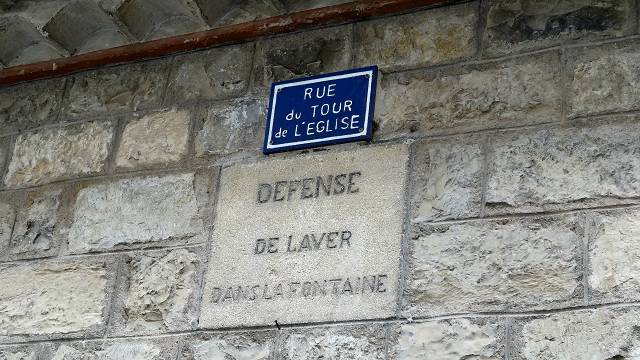 RUE
du TOUR
de L'EGLISE
DEFENSE
DE LAVER
DANS LA FONTAINE